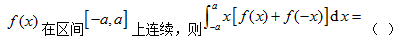 f(x)在区间[-a,a]上连续，则∫_{-a}^{a} x[f(x)+f(-x)]dx=（ ）